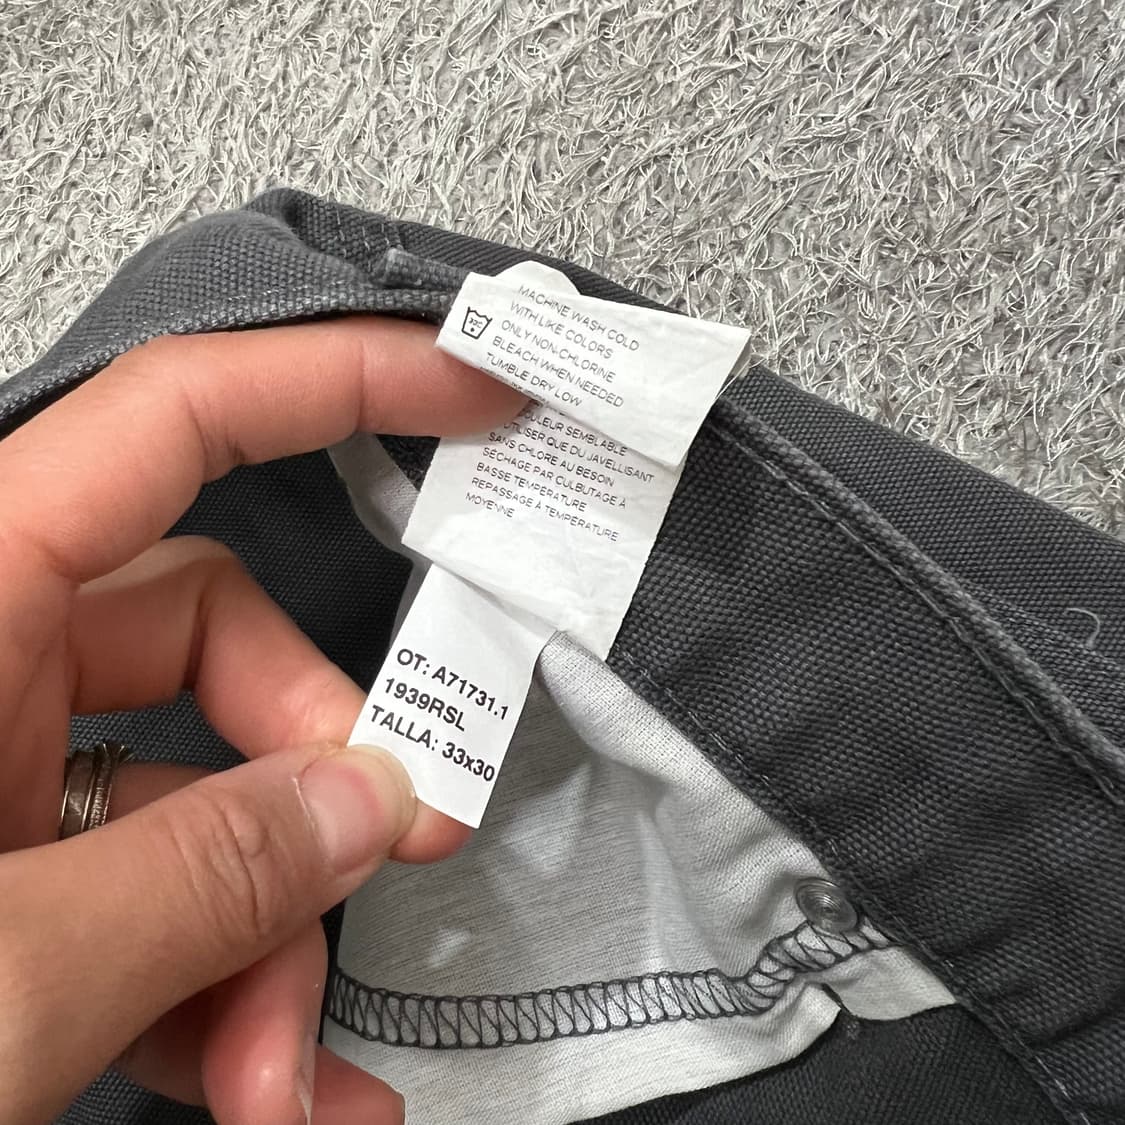 MACHINE WASH COLD
WITH LIKE COLORS
ONLY NON-CHLORINE
BLEACH WHEN NEEDED
TUMBLE DRY LOW
SEMBLABLE
UTILISER QUE DU JAVELLISANT
SANS CHLORE AU BESOIN
SÉCHAGE PAR CULBUTAGE À
BASSE TEMPÉRATURE
REPASSAGE À TEMPÉRATURE
MOYENNE
OT: A71731.1
1939RSL
TALLA: 33x30